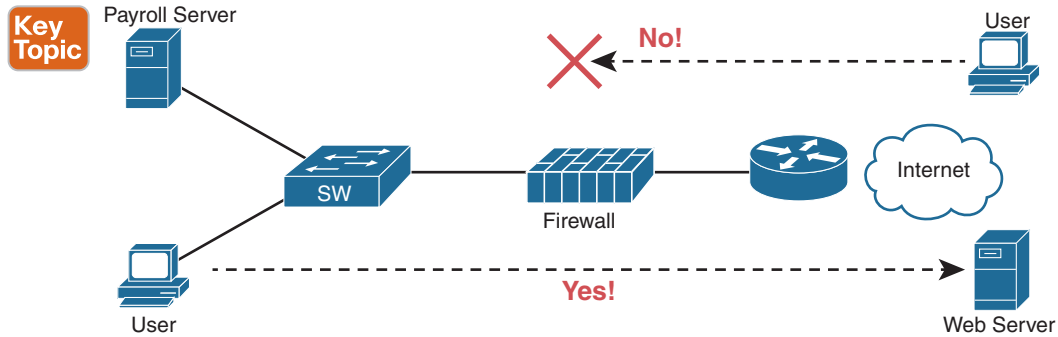 Key
Topic
Payroll Server
No!
User
SW
Firewall
Internet
Yes!
User
Web Server